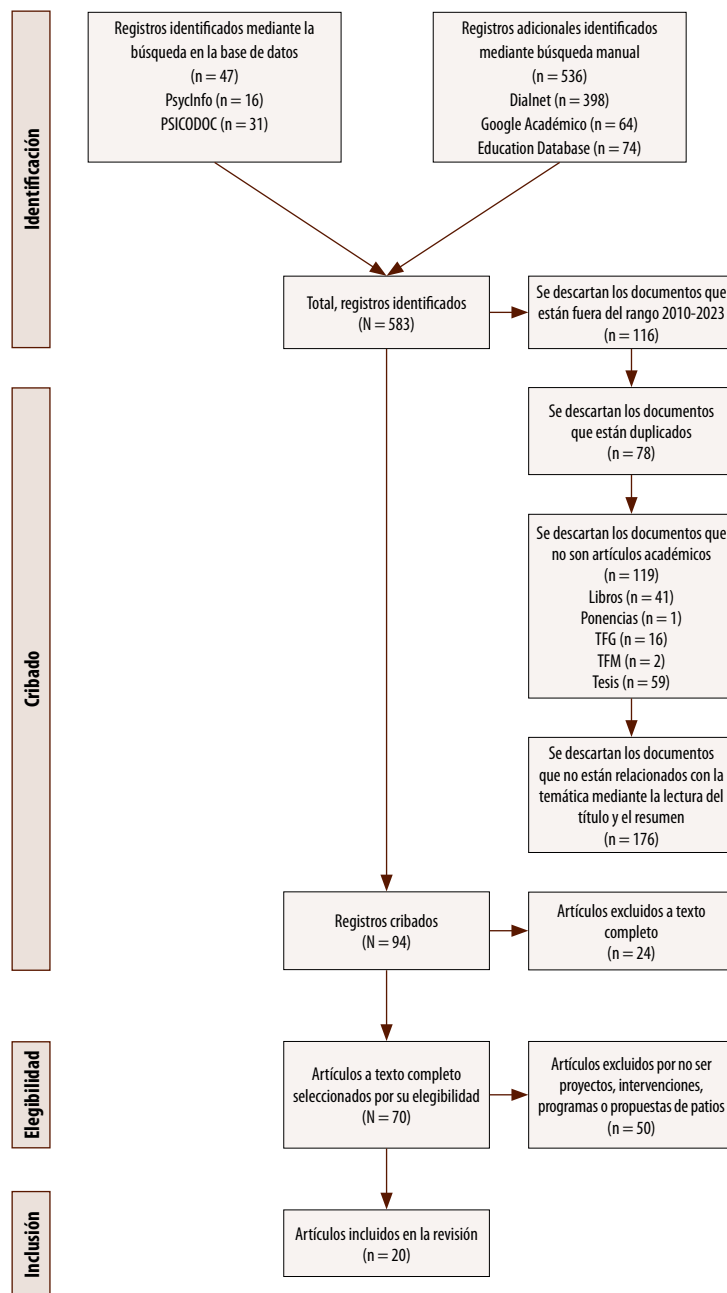 Identificación
Registros identificados mediante la
búsqueda en la base de datos
(n = 47)
PsycInfo (n = 16)
PSICODOC (n = 31)
Registros adicionales identificados
mediante búsqueda manual
(n = 536)
Dialnet (n = 398)
Google Académico (n = 64)
Education Database (n = 74)
Total, registros identificados
(N = 583)
Se descartan los documentos que
están fuera del rango 2010-2023
(n = 116)
Cribado
Se descartan los documentos
que están duplicados
(n = 78)
Se descartan los documentos que
no son artículos académicos
(n = 119)
Libros (n = 41)
Ponencias (n = 1)
TFG (n = 16)
TFM (n = 2)
Tesis (n = 59)
Se descartan los documentos
que no están relacionados con la
temática mediante la lectura del
título y el resumen
(n = 176)
Registros cribados
(N = 94)
Artículos excluidos a texto
completo
(n = 24)
Elegibilidad
Artículos a texto completo
seleccionados por su elegibilidad
(N = 70)
Artículos excluidos por no ser
proyectos, intervenciones,
programas o propuestas de patios
(n = 50)
Inclusión
Artículos incluidos en la revisión
(n = 20)